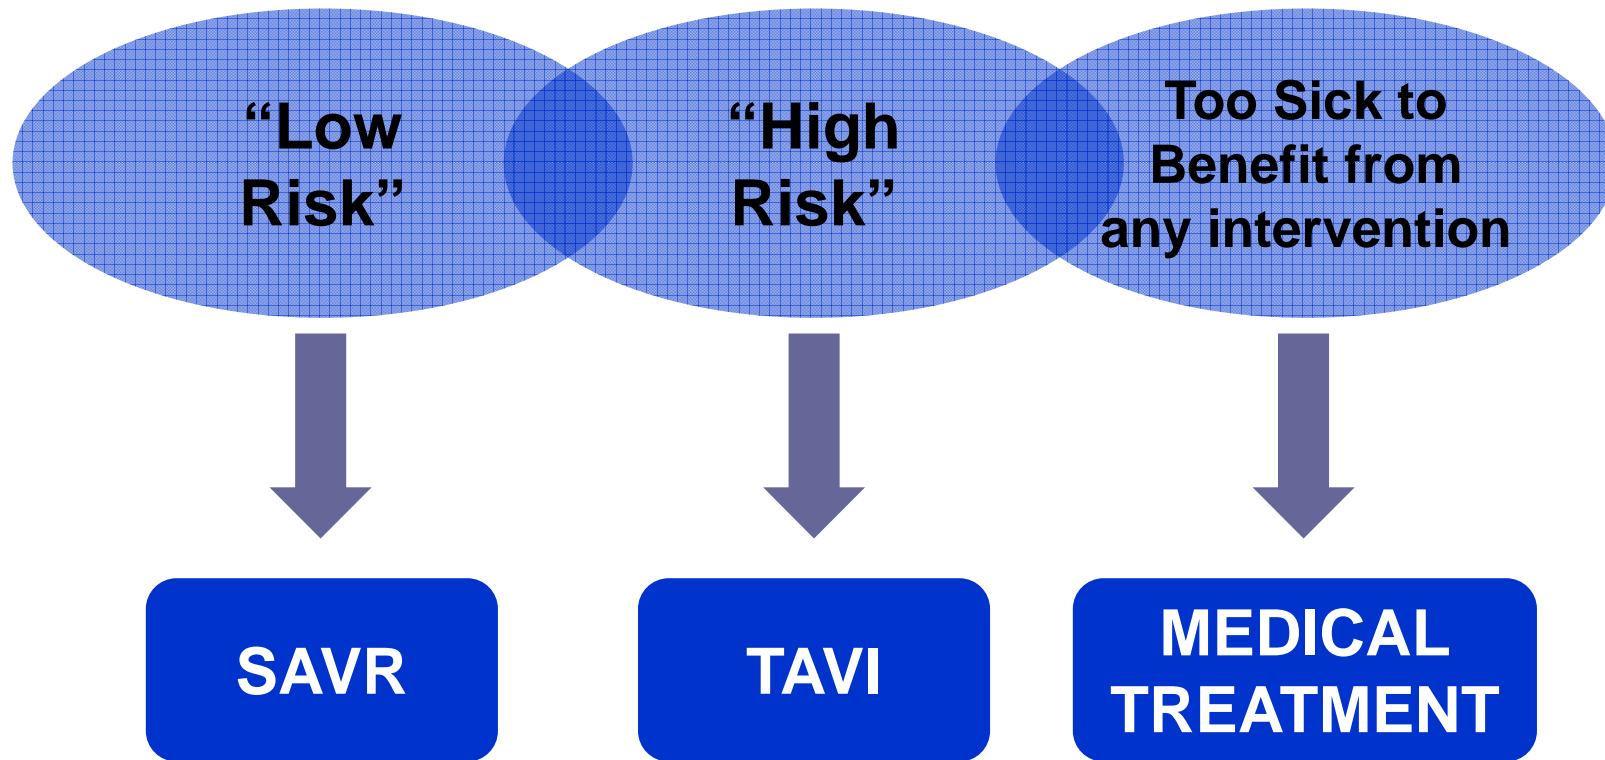 “Low
Risk”
“High
Risk”
Too Sick to
Benefit from
any intervention
SAVR
TAVI
MEDICAL
TREATMENT